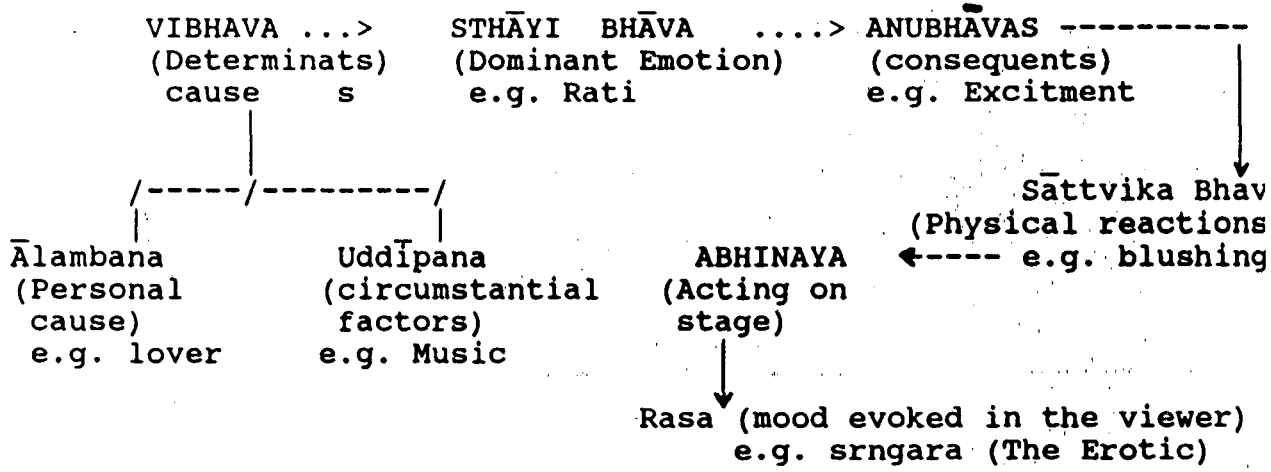 VIBHAVA ...> STHĀYI BHĀVA ....> ANUBHĀVAS ----------
(Determinats) (Dominant Emotion) (consequents)
cause s e.g. Rati e.g. Excitment
/-----/---------/ Sāttvika Bhav
(Physical reactions
Ālambana Uddīpana ABHINAYA <---- e.g. blushing
(Personal (circumstantial (Acting on
cause) factors) stage)
e.g. lover e.g. Music
Rasa (mood evoked in the viewer)
e.g. srngara (The Erotic)